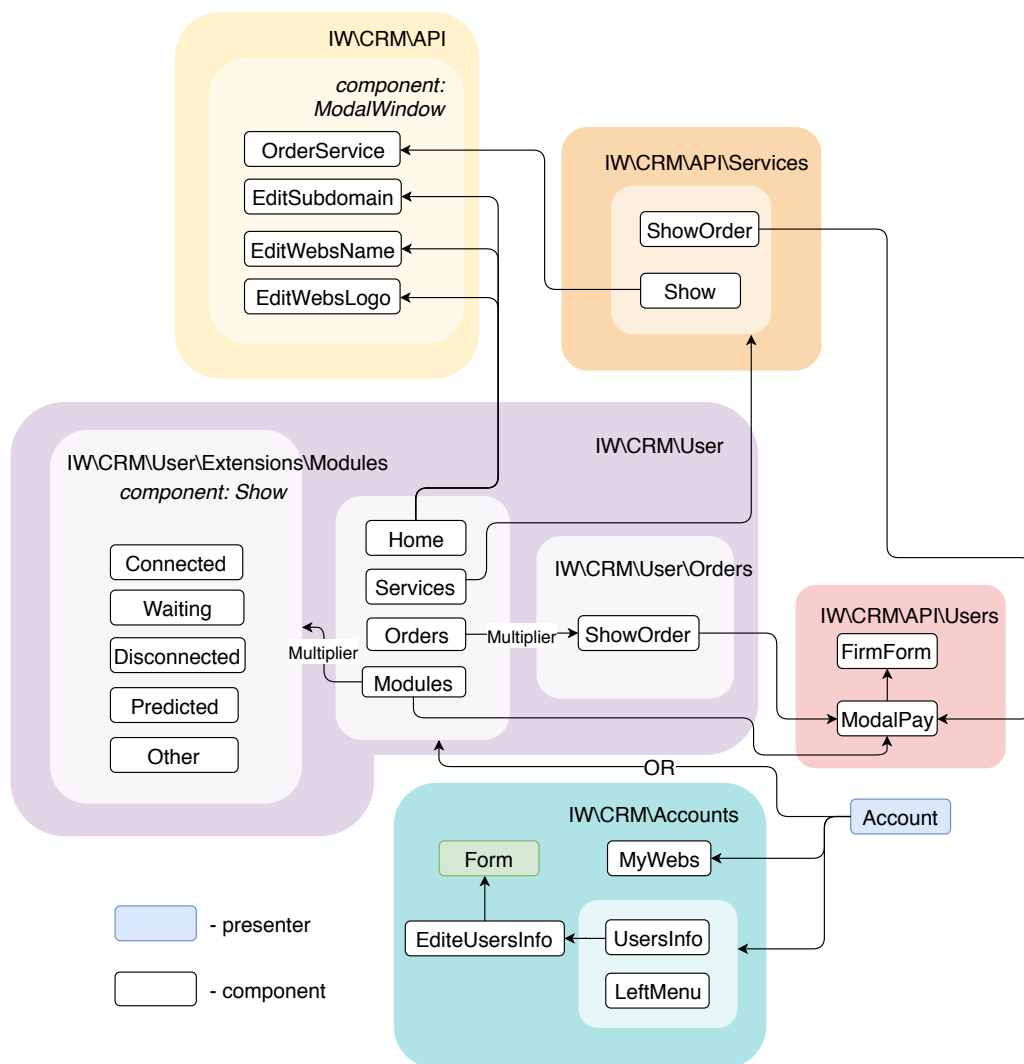 IW\CRM\API
component:
ModalWindow
OrderService
EditSubdomain
EditWebsName
EditWebsLogo
IW\CRM\API\Services
ShowOrder
Show
IW\CRM\User
IW\CRM\User\Extensions\Modules
component: Show
Connected
Waiting
Disconnected
Predicted
Other
Home
Services
Orders
Modules
Multiplier
Multiplier
IW\CRM\User\Orders
ShowOrder
IW\CRM\API\Users
FirmForm
ModalPay
OR
Account
IW\CRM\Accounts
Form
MyWebs
EditeUsersInfo
UsersInfo
LeftMenu
- presenter
- component